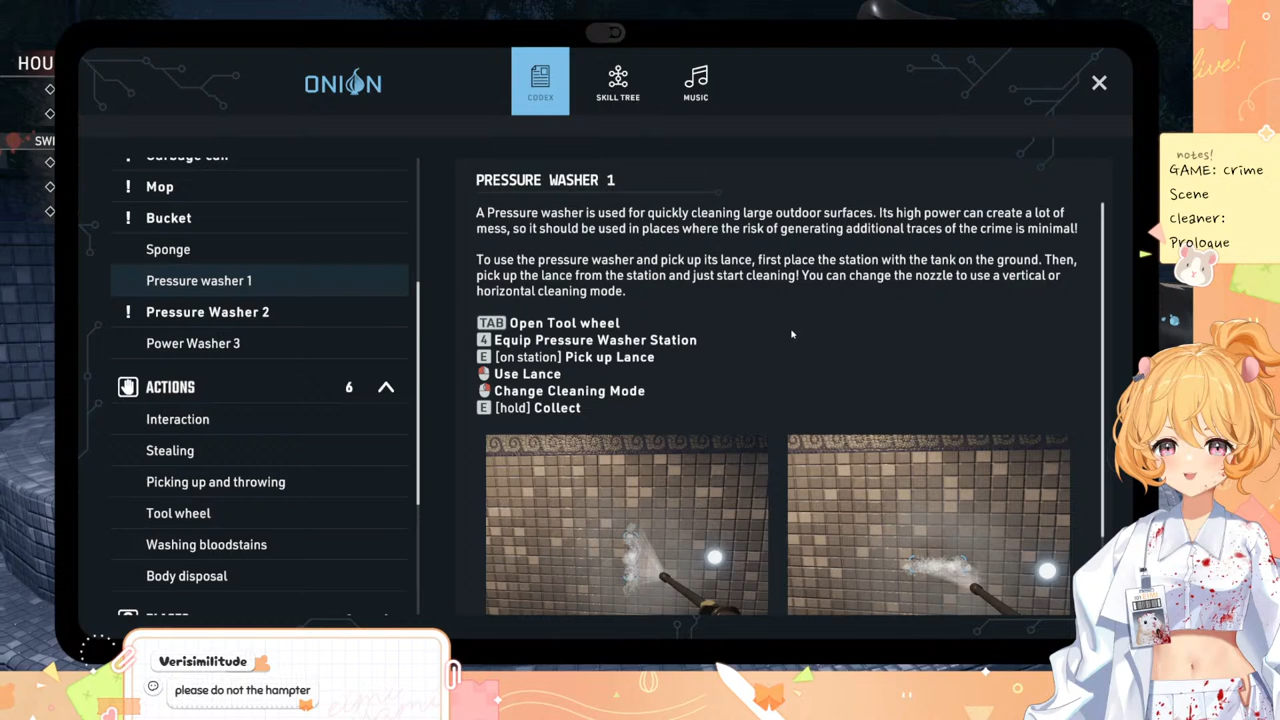 HOU
SWI
ONION
CODEX
SKILL TREE
MUSIC
Garbage can
! Mop
! Bucket
Sponge
Pressure washer 1
! Pressure Washer 2
Power Washer 3
ACTIONS 6
Interaction
Stealing
Picking up and throwing
Tool wheel
Washing bloodstains
Body disposal
PRESSURE WASHER 1
A Pressure washer is used for quickly cleaning large outdoor surfaces. Its high power can create a lot of
mess, so it should be used in places where the risk of generating additional traces of the crime is minimal!
To use the pressure washer and pick up its lance, first place the station with the tank on the ground. Then,
pick up the lance from the station and just start cleaning! You can change the nozzle to use a vertical or
horizontal cleaning mode.
TAB Open Tool wheel
4 Equip Pressure Washer Station
E [on station] Pick up Lance
Use Lance
Change Cleaning Mode
E [hold] Collect
live!
notes!
GAME: crime
Scene
cleaner:
Prologue
Verisimilitude
please do not the hampter